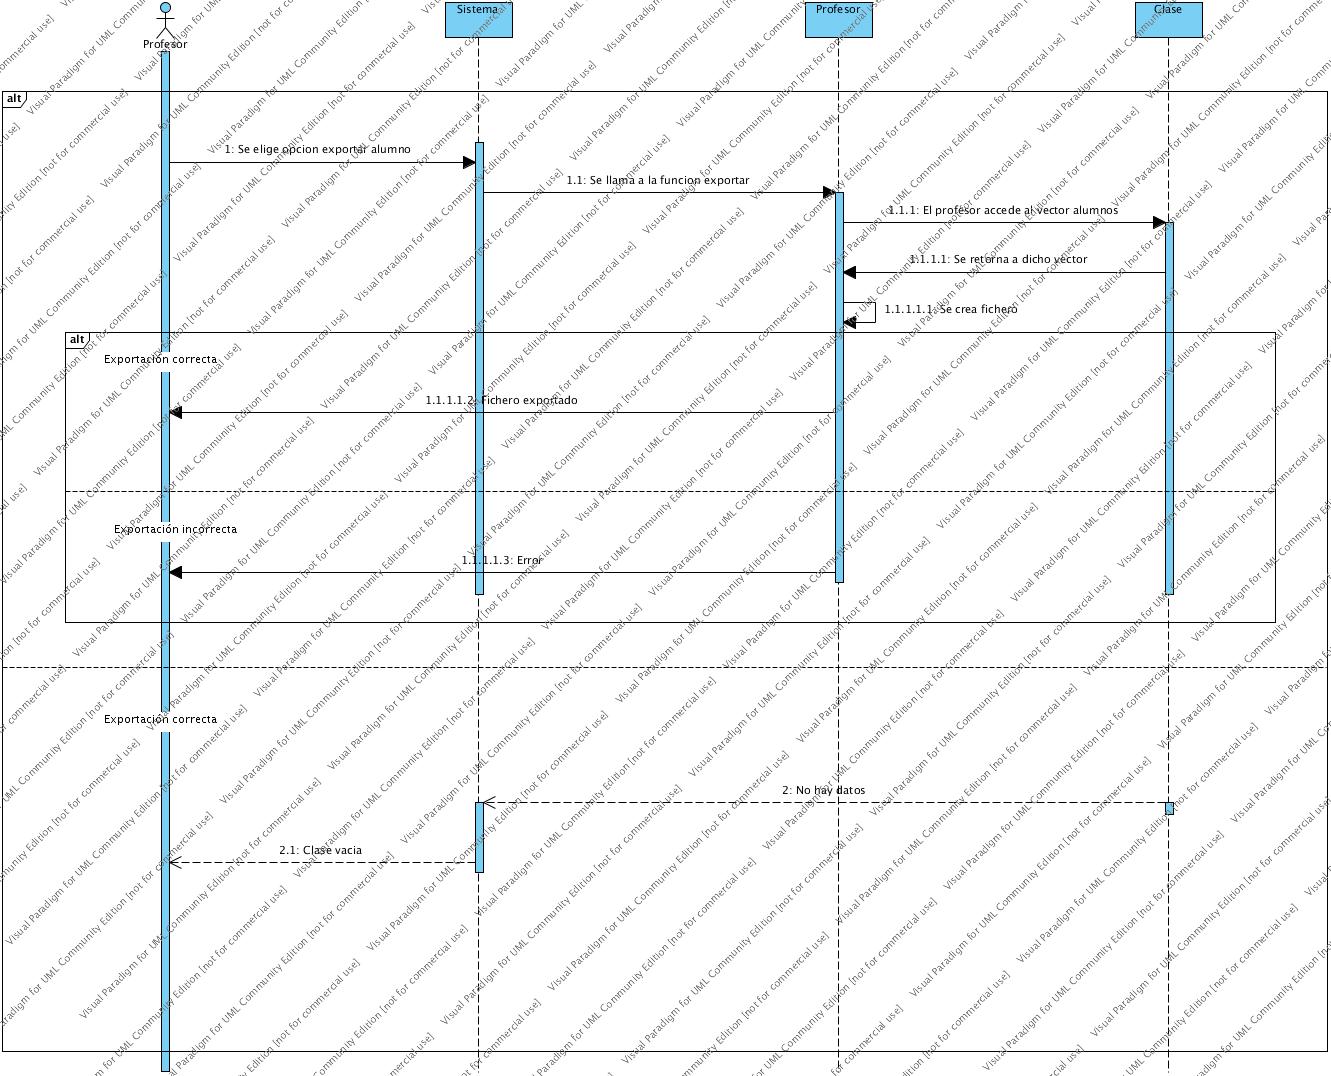 Profesor
Sistema
Profesor
Clase
alt
1: Se elige opcion exportar alumno
1.1: Se llama a la funcion exportar
1.1.1: El profesor accede al vector alumnos
1.1.1.1: Se retorna a dicho vector
1.1.1.1.1: Se crea fichero
alt
Exportación correcta
1.1.1.1.2: Fichero exportado
Exportación incorrecta
1.1.1.1.3: Error
Exportación correcta
2: No hay datos
2.1: Clase vacia
Visual Paradigm for UML Community Edition [not for commercial use]